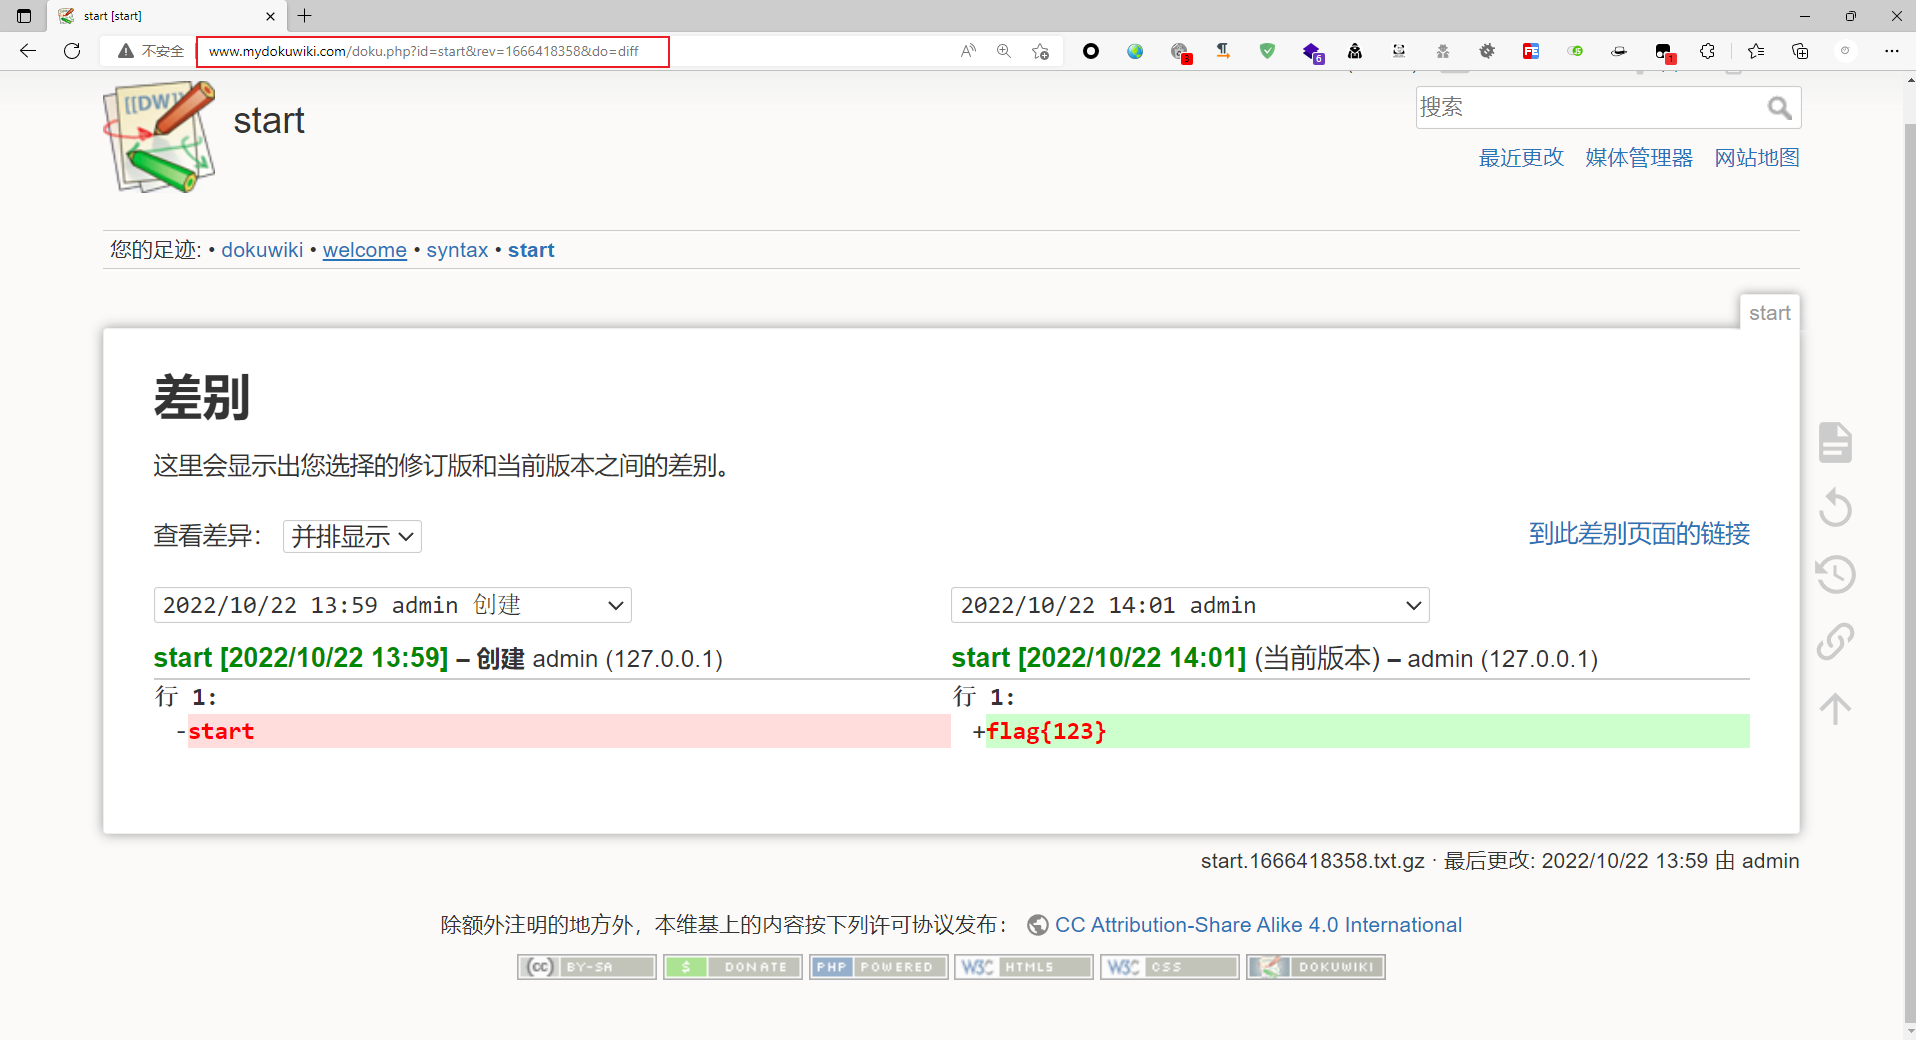 start [start]
不安全 www.mydokuwiki.com/doku.php?id=start&rev=1666418358&do=diff
3
6
1
[[DW]]
start
搜索
最近更改 媒体管理器 网站地图
您的足迹: • dokuwiki • welcome • syntax • start
start
差别
这里会显示出您选择的修订版和当前版本之间的差别。
查看差异： 并排显示
到此差别页面的链接
2022/10/22 13:59 admin 创建
2022/10/22 14:01 admin
start [2022/10/22 13:59] – 创建 admin (127.0.0.1)
start [2022/10/22 14:01] (当前版本) – admin (127.0.0.1)
行 1:
行 1:
-start
+flag{123}
start.1666418358.txt.gz · 最后更改: 2022/10/22 13:59 由 admin
除额外注明的地方外，本维基上的内容按下列许可协议发布： CC Attribution-Share Alike 4.0 International
(cc) BY-SA $ DONATE PHP POWERED W3C HTML5 W3C CSS DOKUWIKI